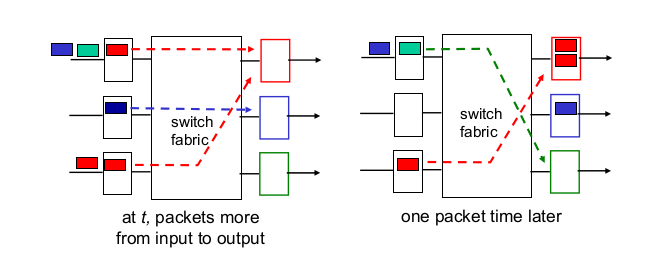 switch
fabric
at t, packets more
from input to output
switch
fabric
one packet time later